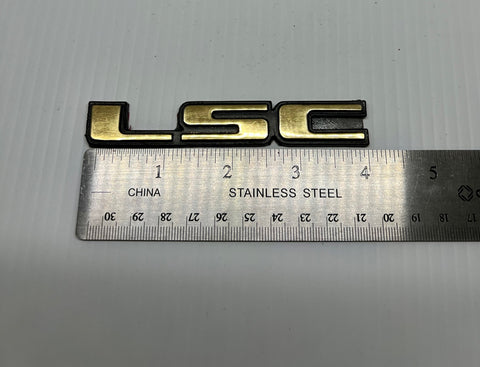 LSC
1 2 3 4 5
CHINA STAINLESS STEEL
30 29 28 27 26 25 24 23 22 21 20 19 18 17